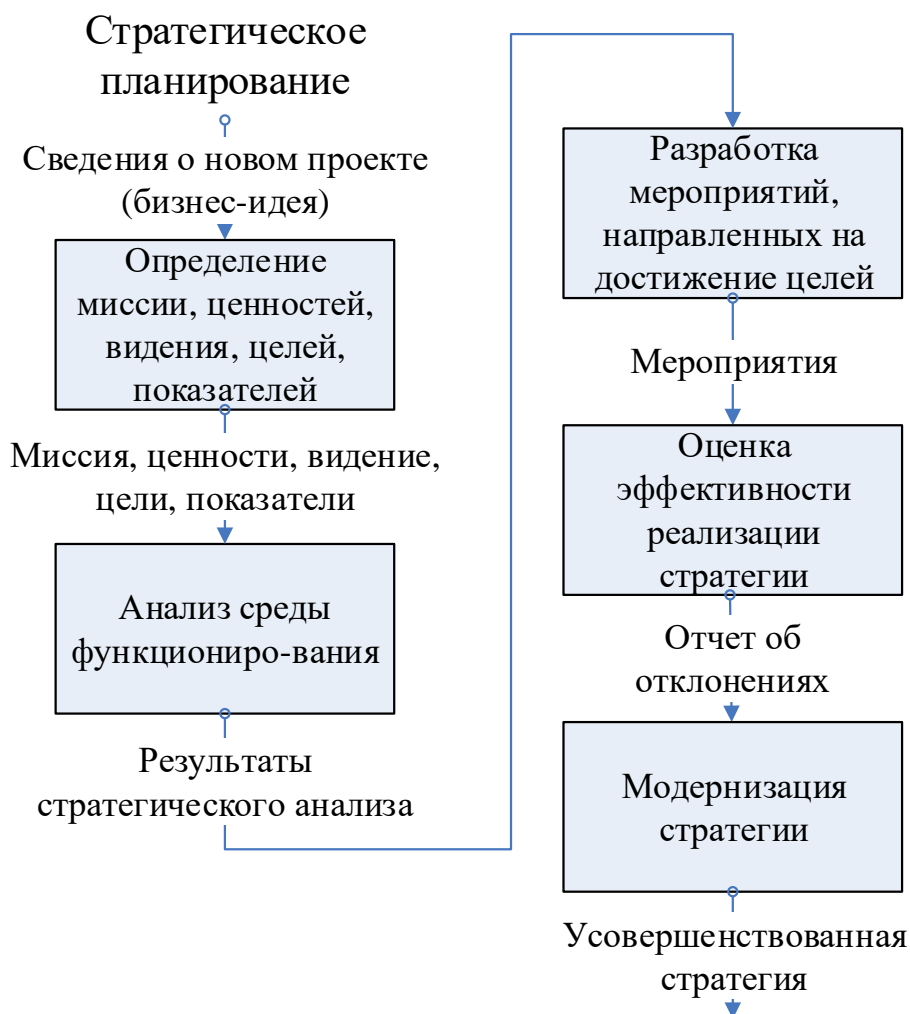 Стратегическое
планирование
Сведения о новом проекте
(бизнес-идея)
Определение
миссии, ценностей,
видения, целей,
показателей
Миссия, ценности, видение,
цели, показатели
Анализ среды
функциониро-вания
Результаты
стратегического анализа
Разработка
мероприятий,
направленных на
достижение целей
Мероприятия
Оценка
эффективности
реализации
стратегии
Отчет об
отклонениях
Модернизация
стратегии
Усовершенствованная
стратегия